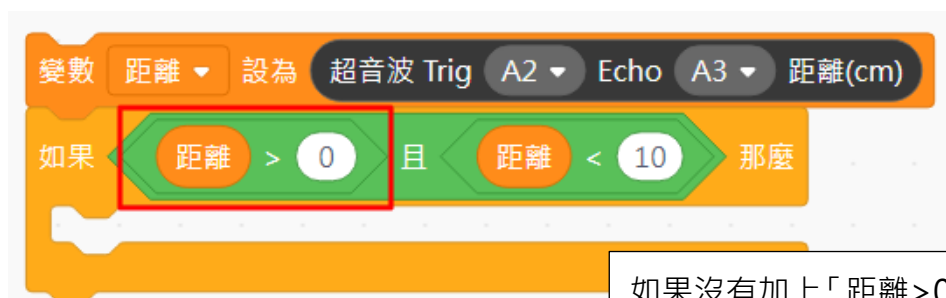 變數 距離 設為 超音波 Trig A2 Echo A3 距離(cm)
如果 距離 > 0 且 距離 < 10 那麼
如果沒有加上「距離>0